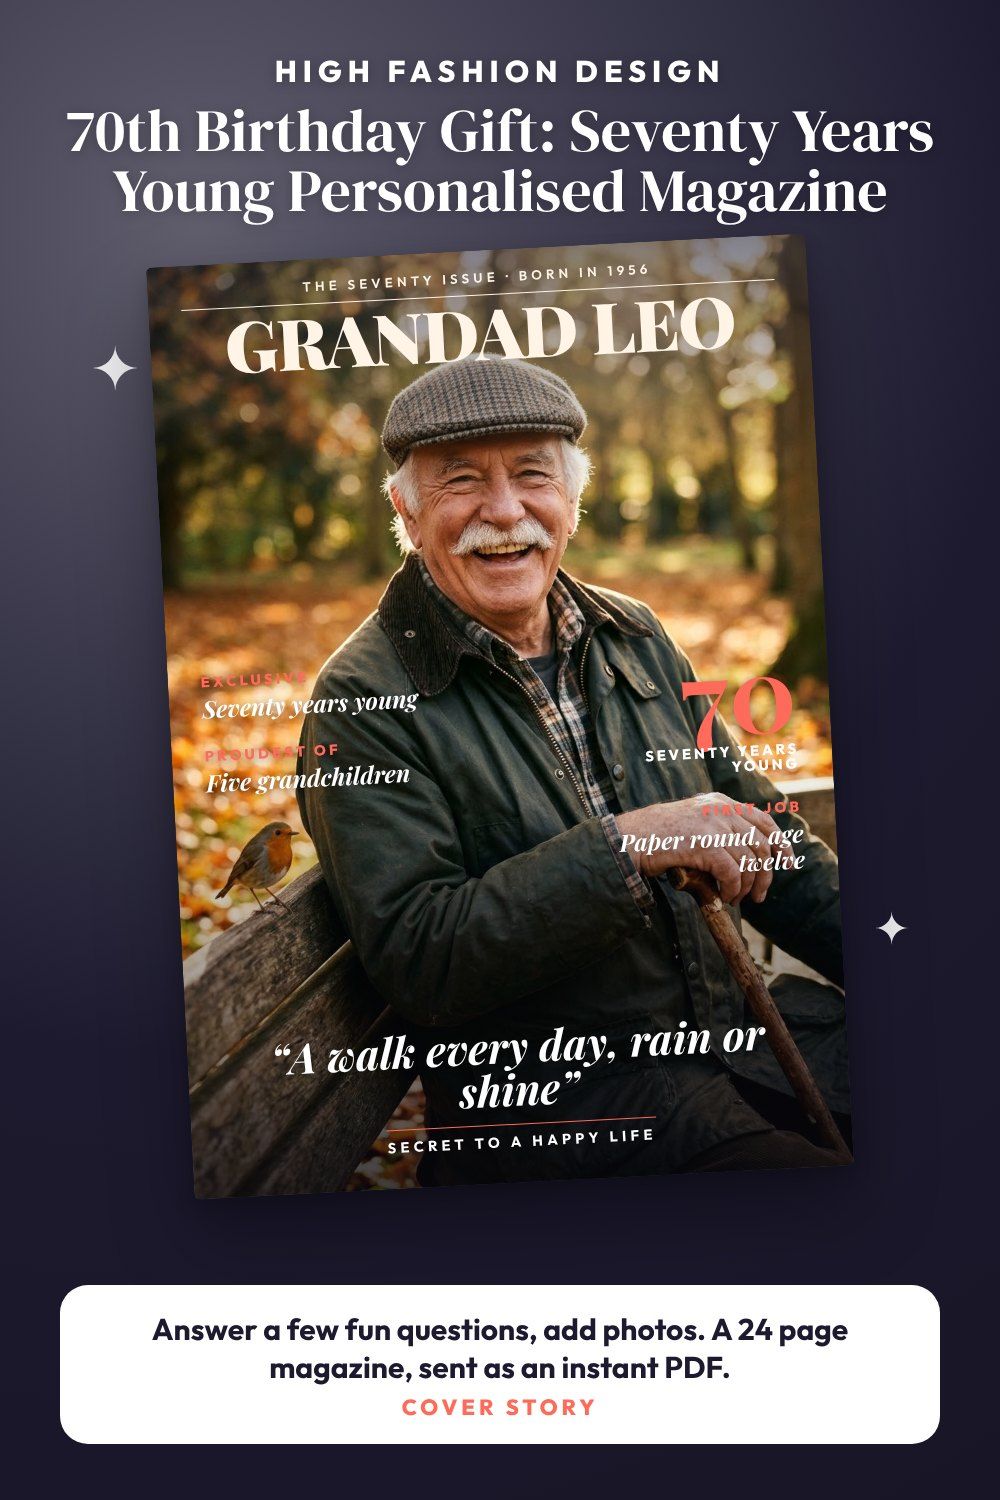 HIGH FASHION DESIGN
70th Birthday Gift: Seventy Years
Young Personalised Magazine
THE SEVENTY ISSUE · BORN IN 1956
GRANDAD LEO
EXCLUSIVE
Seventy years young
PROUDEST OF
Five grandchildren
70
SEVENTY YEARS
YOUNG
FIRST JOB
Paper round, age
twelve
“A walk every day, rain or
shine”
SECRET TO A HAPPY LIFE
Answer a few fun questions, add photos. A 24 page
magazine, sent as an instant PDF.
COVER STORY